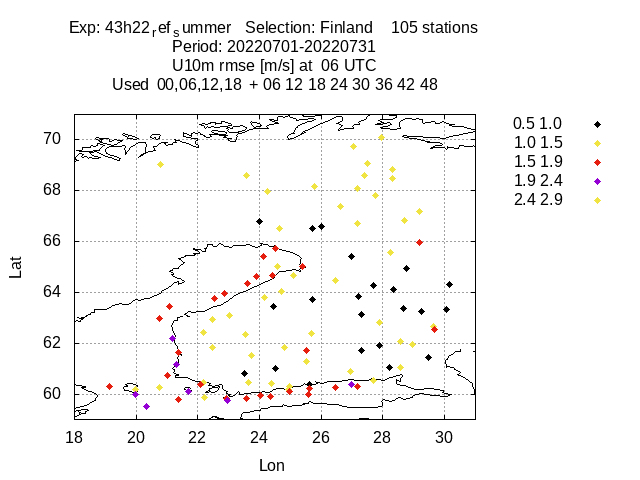 Exp: 43h22refsummer Selection: Finland 105 stations
Period: 20220701-20220731
U10m rmse [m/s] at 06 UTC
Used 00,06,12,18 + 06 12 18 24 30 36 42 48
0.5 1.0
1.0 1.5
1.5 1.9
1.9 2.4
2.4 2.9
70
68
66
64
62
60
Lat
18 20 22 24 26 28 30
Lon